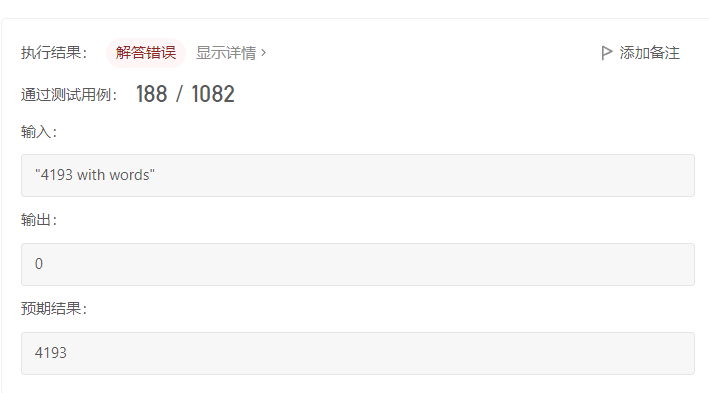 执行结果： 解答错误 显示详情 › 添加备注
通过测试用例： 188 / 1082
输入：
"4193 with words"
输出：
0
预期结果：
4193